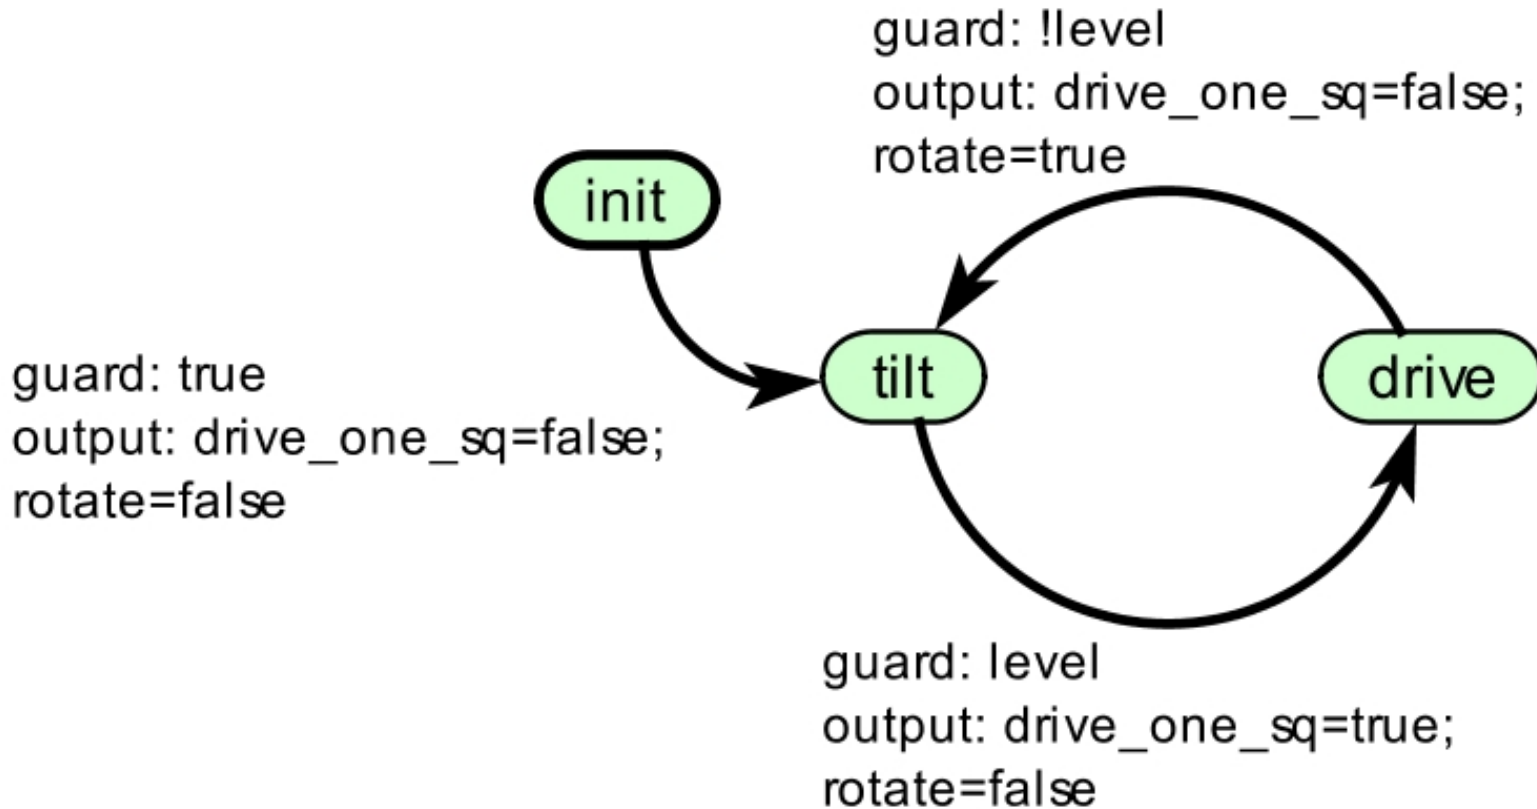 guard: !level
output: drive_one_sq=false;
rotate=true
init
guard: true
output: drive_one_sq=false;
rotate=false
tilt
drive
guard: level
output: drive_one_sq=true;
rotate=false